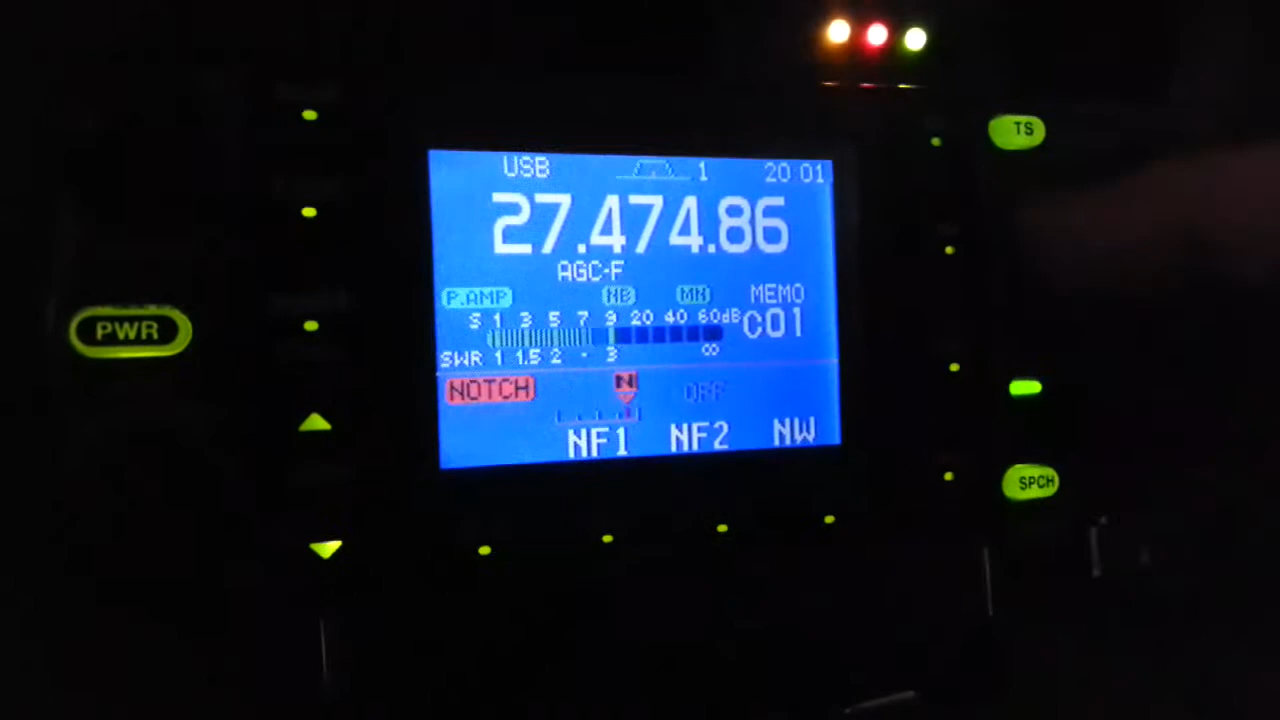 USB 1 20 01
27.474.86
AGC-F
P.AMP NB MN MEMO
S 1 3 5 7 9 20 40 60dB C01
SWR 1 1.5 2 - 3 ∞
NOTCH N OFF
NF1 NF2 NW
PWR
TS
SPCH